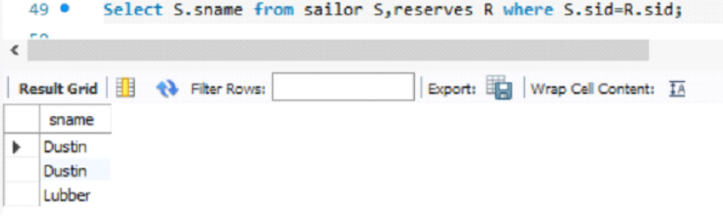 49 Select S.sname from sailor S,reserves R where S.sid=R.sid;
Result Grid Filter Rows: Export: Wrap Cell Content: IA
sname
Dustin
Dustin
Lubber